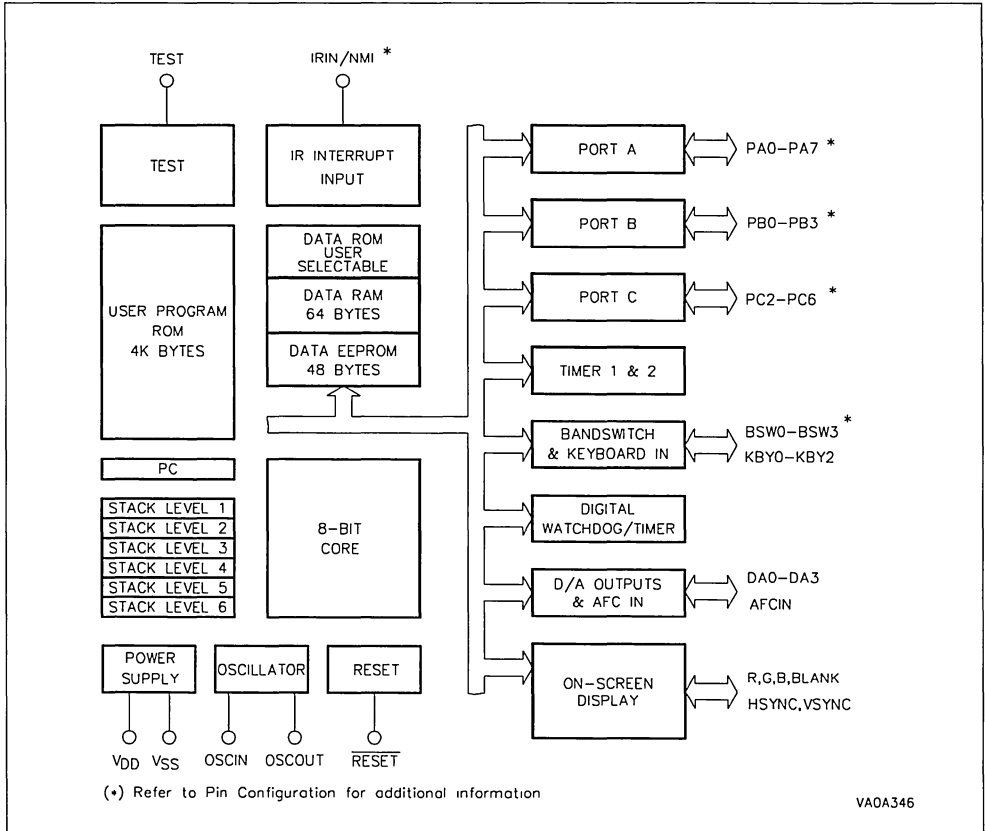 TEST
IRIN/NMI *
TEST
IR INTERRUPT
INPUT
USER PROGRAM
ROM
4K BYTES
DATA ROM
USER
SELECTABLE
DATA RAM
64 BYTES
DATA EEPROM
48 BYTES
PC
STACK LEVEL 1
STACK LEVEL 2
STACK LEVEL 3
STACK LEVEL 4
STACK LEVEL 5
STACK LEVEL 6
8-BIT
CORE
POWER
SUPPLY
OSCILLATOR
RESET
VDD VSS OSCIN OSCOUT RESET
PORT A
PA0-PA7 *
PORT B
PB0-PB3 *
PORT C
PC2-PC6 *
TIMER 1 & 2
BANDSWITCH
& KEYBOARD IN
BSW0-BSW3 *
KBY0-KBY2
DIGITAL
WATCHDOG/TIMER
D/A OUTPUTS
& AFC IN
DA0-DA3
AFCIN
ON-SCREEN
DISPLAY
R,G,B,BLANK
HSYNC,VSYNC
(*) Refer to Pin Configuration for additional information
VA0A346